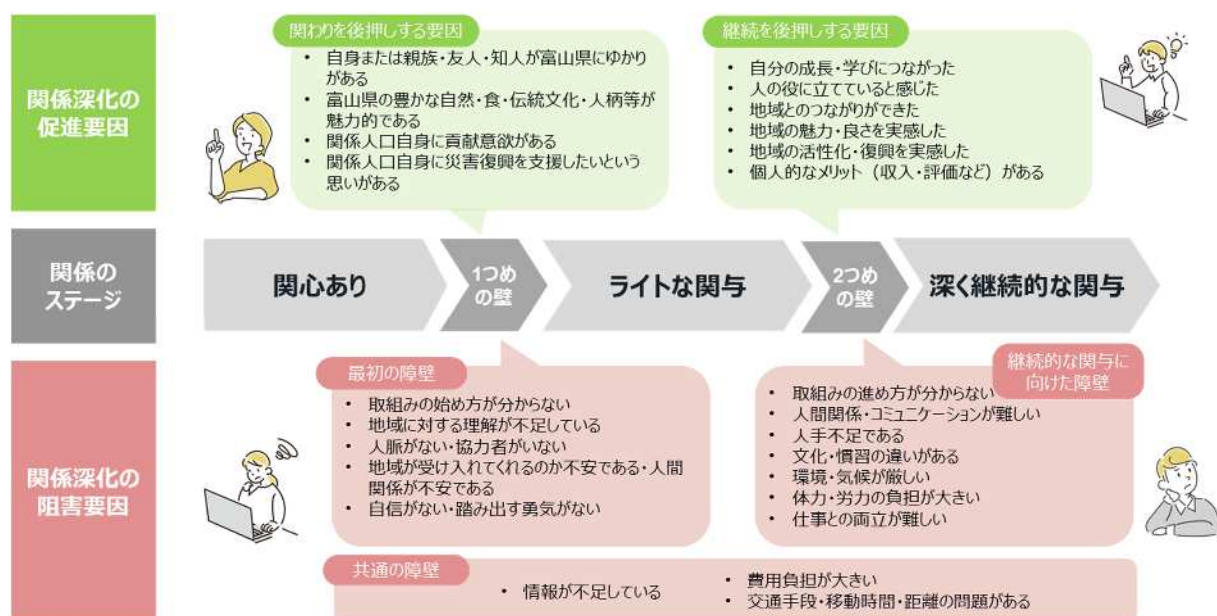 関係深化の
促進要因
関わりを後押しする要因
• 自身または親族・友人・知人が富山県にゆかり
がある
• 富山県の豊かな自然・食・伝統文化・人柄等が
魅力的である
• 関係人口自身に貢献意欲がある
• 関係人口自身に災害復興を支援したいという
思いがある
継続を後押しする要因
• 自分の成長・学びにつながった
• 人の役に立てていると感じた
• 地域とのつながりができた
• 地域の魅力・良さを実感した
• 地域の活性化・復興を実感した
• 個人的なメリット（収入・評価など）がある
関係の
ステージ
関心あり
1つめ
の壁
ライトな関与
2つめ
の壁
深く継続的な関与
関係深化の
阻害要因
最初の障壁
• 取組みの始め方が分からない
• 地域に対する理解が不足している
• 人脈がない・協力者がいない
• 地域が受け入れてくれるのか不安である・人間
関係が不安である
• 自信がない・踏み出す勇気がない
継続的な関与に
向けた障壁
• 取組みの進め方が分からない
• 人間関係・コミュニケーションが難しい
• 人手不足である
• 文化・慣習の違いがある
• 環境・気候が厳しい
• 体力・労力の負担が大きい
• 仕事との両立が難しい
共通の障壁
• 情報が不足している
• 費用負担が大きい
• 交通手段・移動時間・距離の問題がある